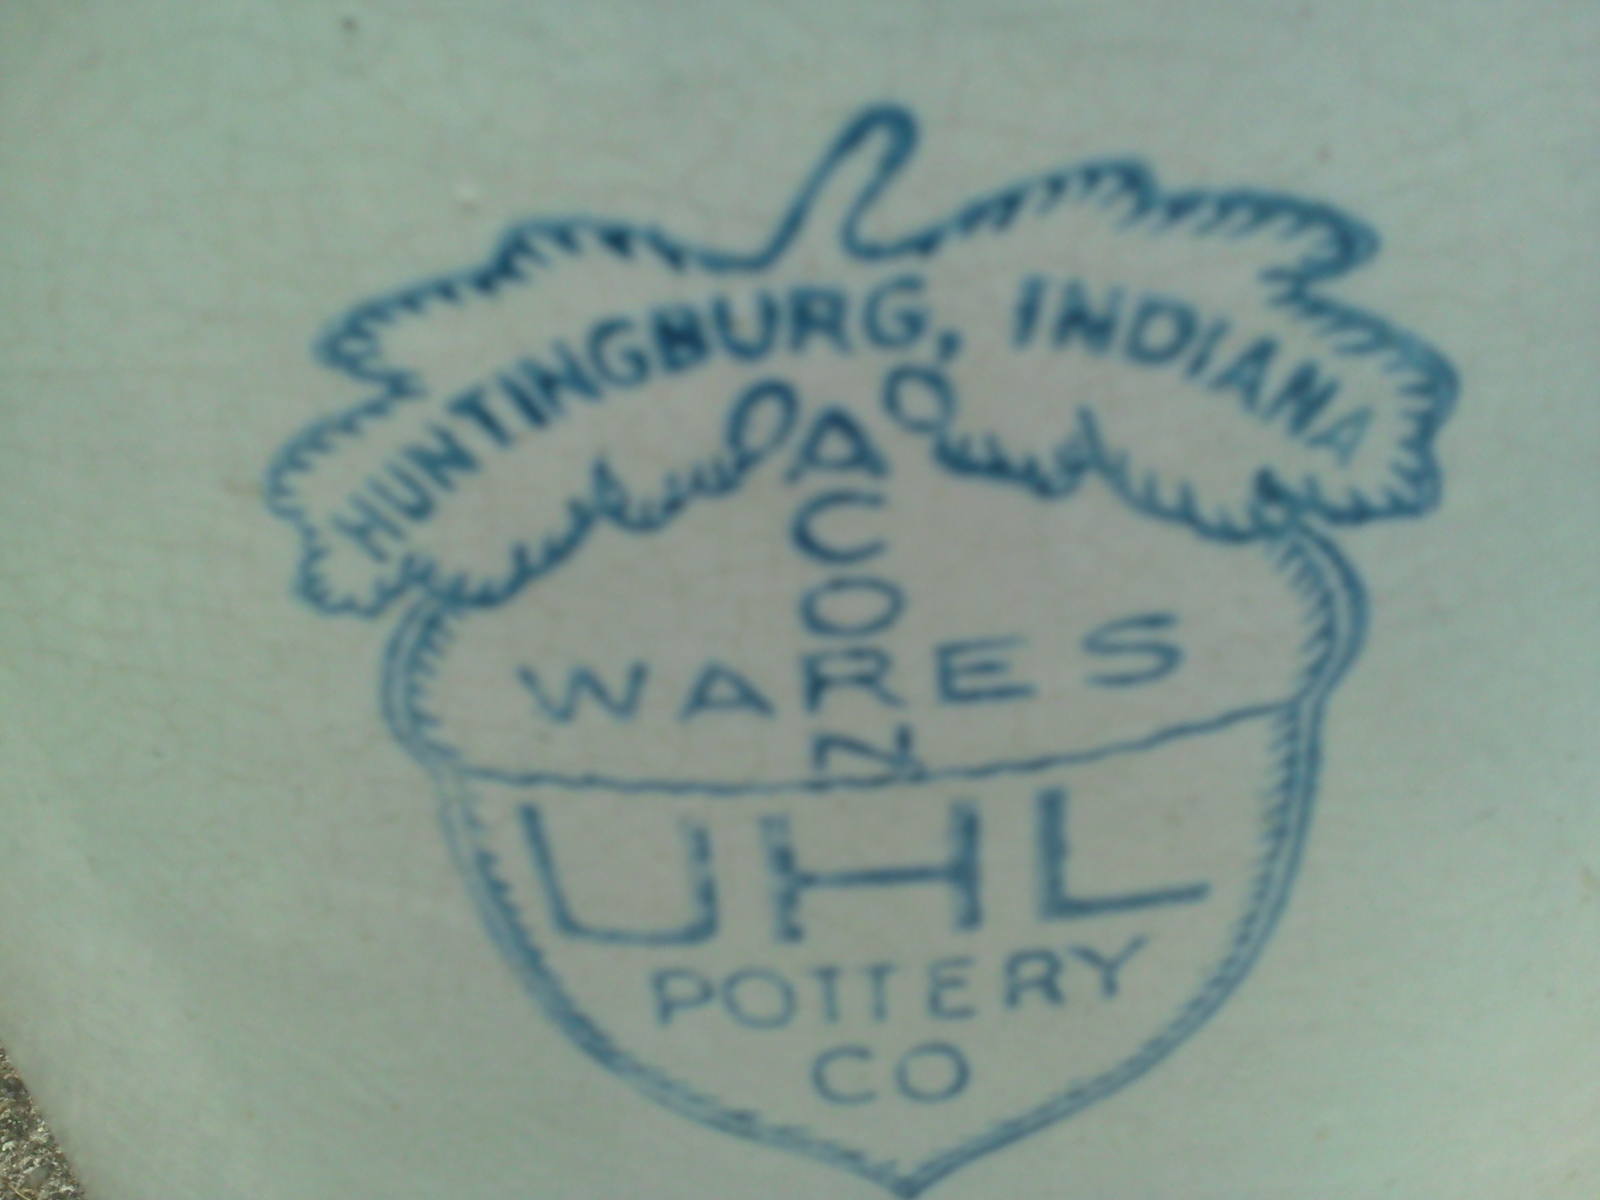 HUNTINGBURG, INDIANA
ACORN
WARES
UHL
POTTERY
CO